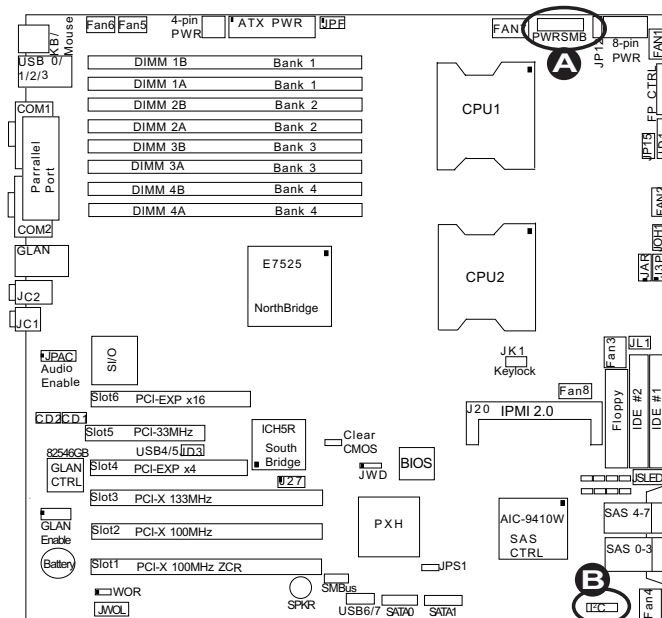 Fan6 Fan5
4-pin
PWR
ATX PWR
JPF
FAN7
PWRSMB
A
JP12
8-pin
PWR
FAN1
KB/
Mouse
USB 0/
1/2/3
DIMM 1B Bank 1
DIMM 1A Bank 1
DIMM 2B Bank 2
DIMM 2A Bank 2
DIMM 3B Bank 3
DIMM 3A Bank 3
DIMM 4B Bank 4
DIMM 4A Bank 4
CPU1
FP CTRL
JP15
COM1
Parrallel
Port
COM2
FAN2
JOH1
JAR
J3P
GLAN
JC2
JC1
E7525
NorthBridge
CPU2
JPAC
Audio
Enable
SI/O
JK1
Keylock
Fan3
JL1
Fan8
Slot6 PCI-EXP x16
J20 IPMI 2.0
Floppy
IDE #2
IDE #1
CD2 CD1
Slot5 PCI-33MHz
ICH5R
South
Bridge
Clear
CMOS
82546GB
GLAN
CTRL
USB4/5
JD3
Slot4 PCI-EXP x4
J27
JWD
BIOS
JSLED
Slot3 PCI-X 133MHz
GLAN
Enable
Slot2 PCI-X 100MHz
PXH
AIC-9410W
SAS
CTRL
SAS 4-7
SAS 0-3
Battery
Slot1 PCI-X 100MHz ZCR
JPS1
WOR
JWOL
SPKR
SMBus
USB6/7
SATA0
SATA1
B
I²C
Fan4